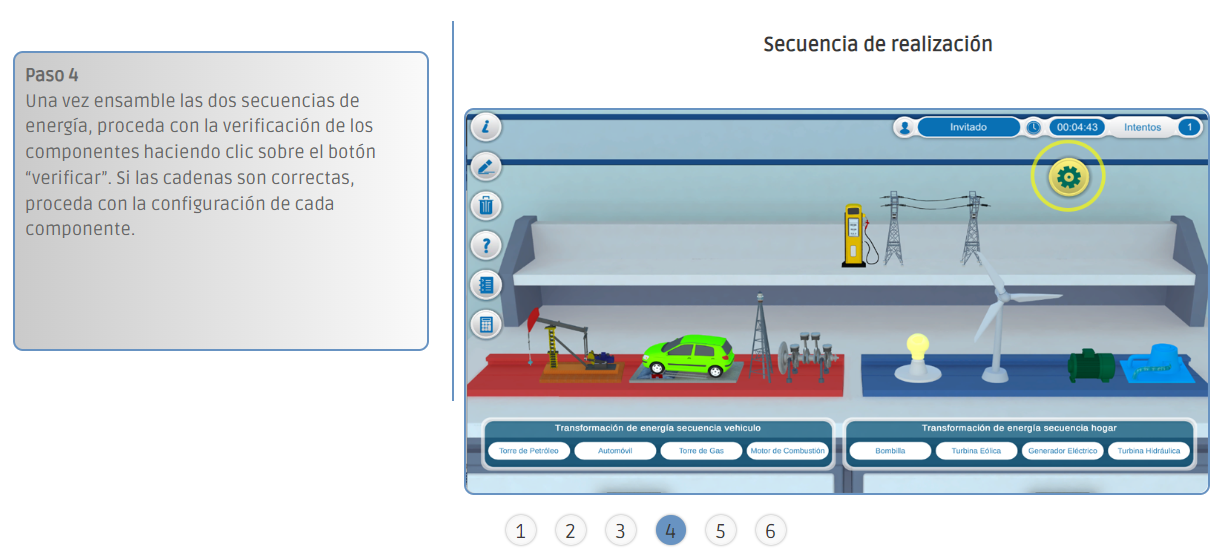 Secuencia de realización
Paso 4
Una vez ensamble las dos secuencias de
energía, proceda con la verificación de los
componentes haciendo clic sobre el botón
“verificar”. Si las cadenas son correctas,
proceda con la configuración de cada
componente.
Invitado
00:04:43
Intentos
1
i
?
Transformación de energía secuencia vehiculo
Torre de Petróleo
Automóvil
Torre de Gas
Motor de Combustión
Transformación de energía secuencia hogar
Bombilla
Turbina Eólica
Generador Eléctrico
Turbina Hidráulica
1 2 3 4 5 6